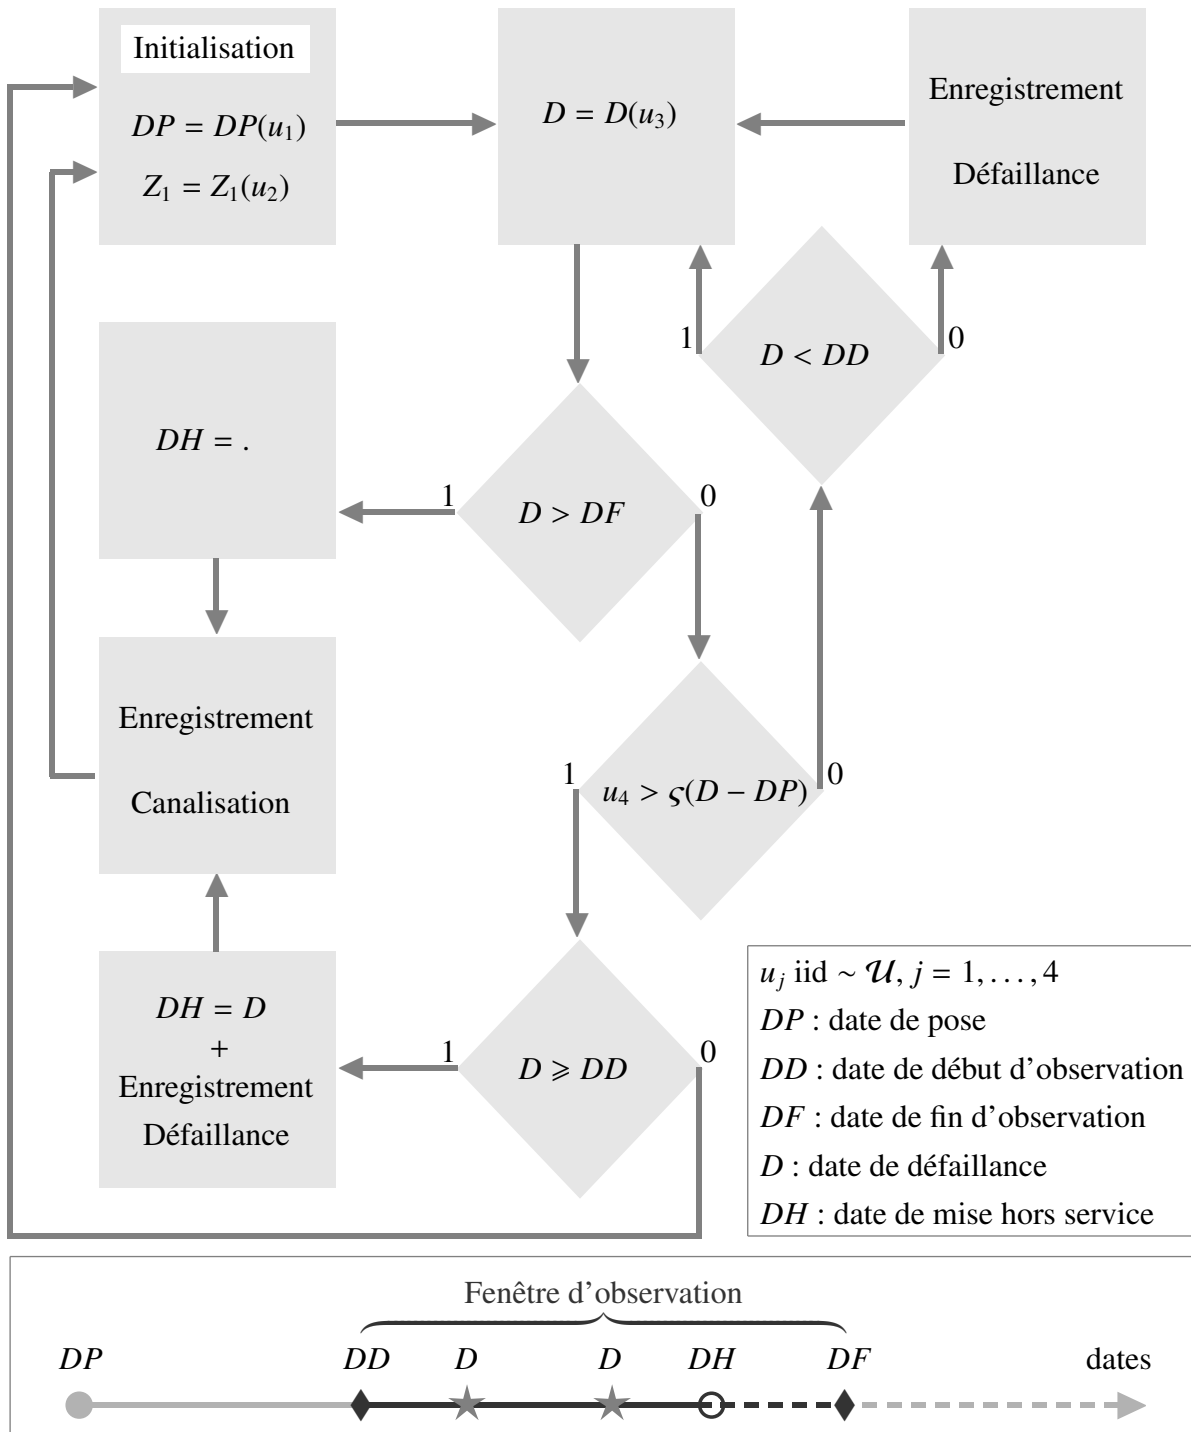 Initialisation
DP = DP(u₁)
Z₁ = Z₁(u₂)
D = D(u₃)
Enregistrement
Défaillance
1
D < DD
0
DH = .
1
D > DF
0
Enregistrement
Canalisation
1
u₄ > ς(D − DP)
0
DH = D
+
Enregistrement
Défaillance
1
D ⩾ DD
0
u_j iid ~ 𝒰, j = 1, . . . , 4
DP : date de pose
DD : date de début d'observation
DF : date de fin d'observation
D : date de défaillance
DH : date de mise hors service
Fenêtre d'observation
DP DD D D DH DF dates